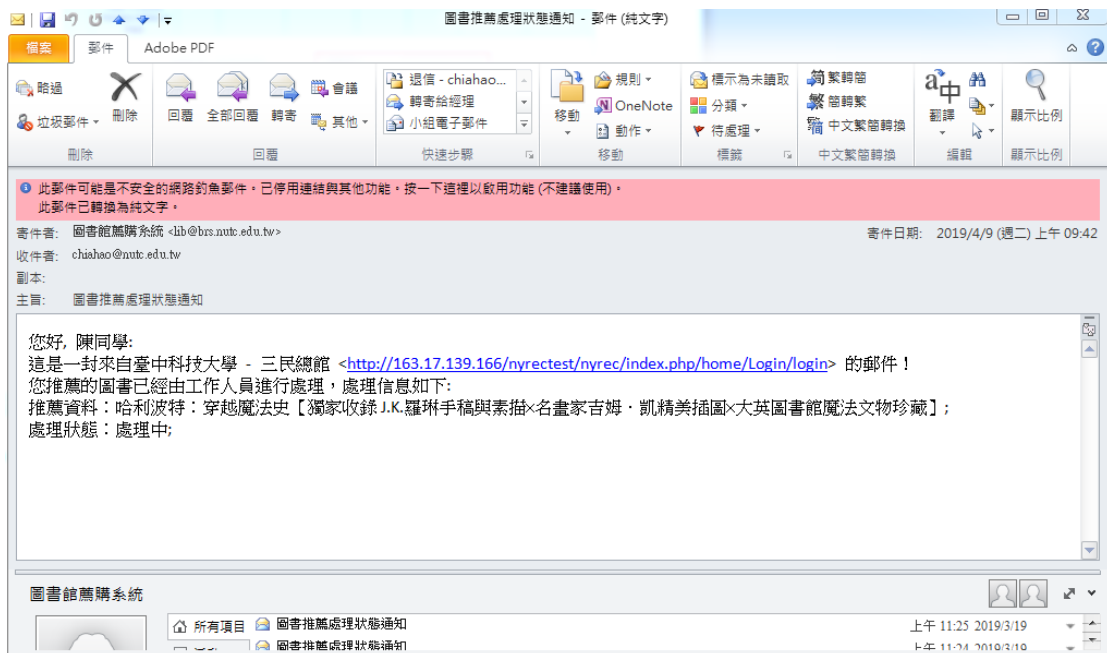 圖書推薦處理狀態通知 - 郵件 (純文字)
檔案 郵件 Adobe PDF
略過
垃圾郵件
刪除
回覆 全部回覆 轉寄
會議
其他
退信 - chiahao...
轉寄給經理
小組電子郵件
移動
規則
OneNote
動作
標示為未讀取
分類
待處理
简 繁轉簡
繁 簡轉繁
中文繁簡轉換
翻譯
顯示比例
刪除 回覆 快速步驟 移動 標籤 中文繁簡轉換 編輯 顯示比例
此郵件可能是不安全的網路釣魚郵件。已停用連結與其他功能。按一下這裡以啟用功能 (不建議使用)。
此郵件已轉換為純文字。
寄件者: 圖書館薦購系統 <lib@brs.nutc.edu.tw> 寄件日期: 2019/4/9 (週二) 上午 09:42
收件者: chiahao@nutc.edu.tw
副本:
主旨: 圖書推薦處理狀態通知
您好, 陳同學:
這是一封來自臺中科技大學 - 三民總館 <http://163.17.139.166/nyrectest/nyrec/index.php/home/Login/login> 的郵件！
您推薦的圖書已經由工作人員進行處理，處理信息如下:
推薦資料：哈利波特：穿越魔法史【獨家收錄J.K.羅琳手稿與素描×名畫家吉姆．凱精美插圖×大英圖書館魔法文物珍藏】;
處理狀態：處理中;
圖書館薦購系統
所有項目 圖書推薦處理狀態通知 上午 11:25 2019/3/19
圖書推薦處理狀態通知 上午 11:24 2019/3/19